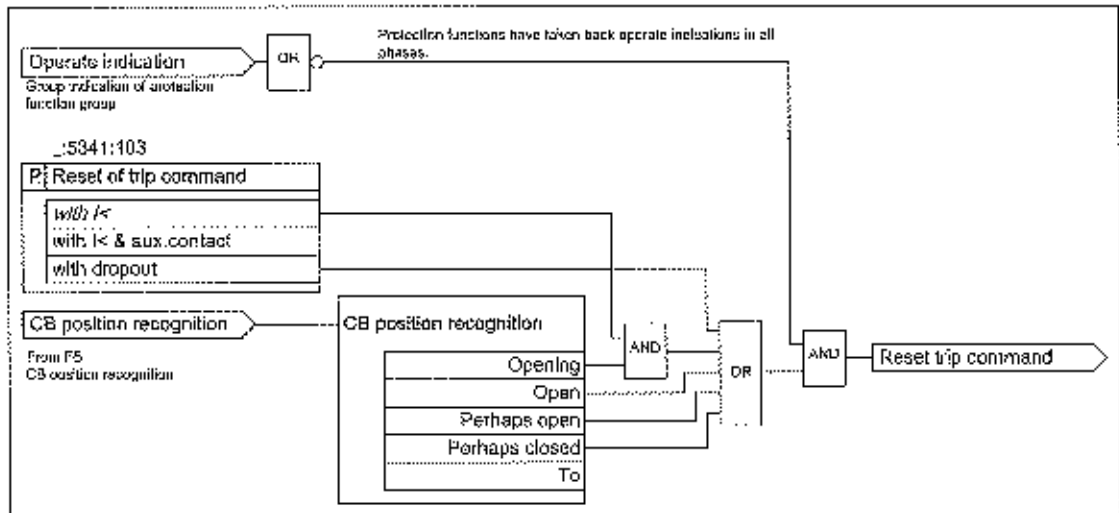 Operate indication
OR
Protection functions have taken back operate indications in all
phases.
Group indication of protection
function group
_:5341:103
P: Reset of trip command
with I<
with I< & aux.contact
with dropout
CB position recognition
From FG
CB position recognition
CB position recognition
Opening
Open
Perhaps open
Perhaps closed
To
AND
OR
AND
Reset trip command